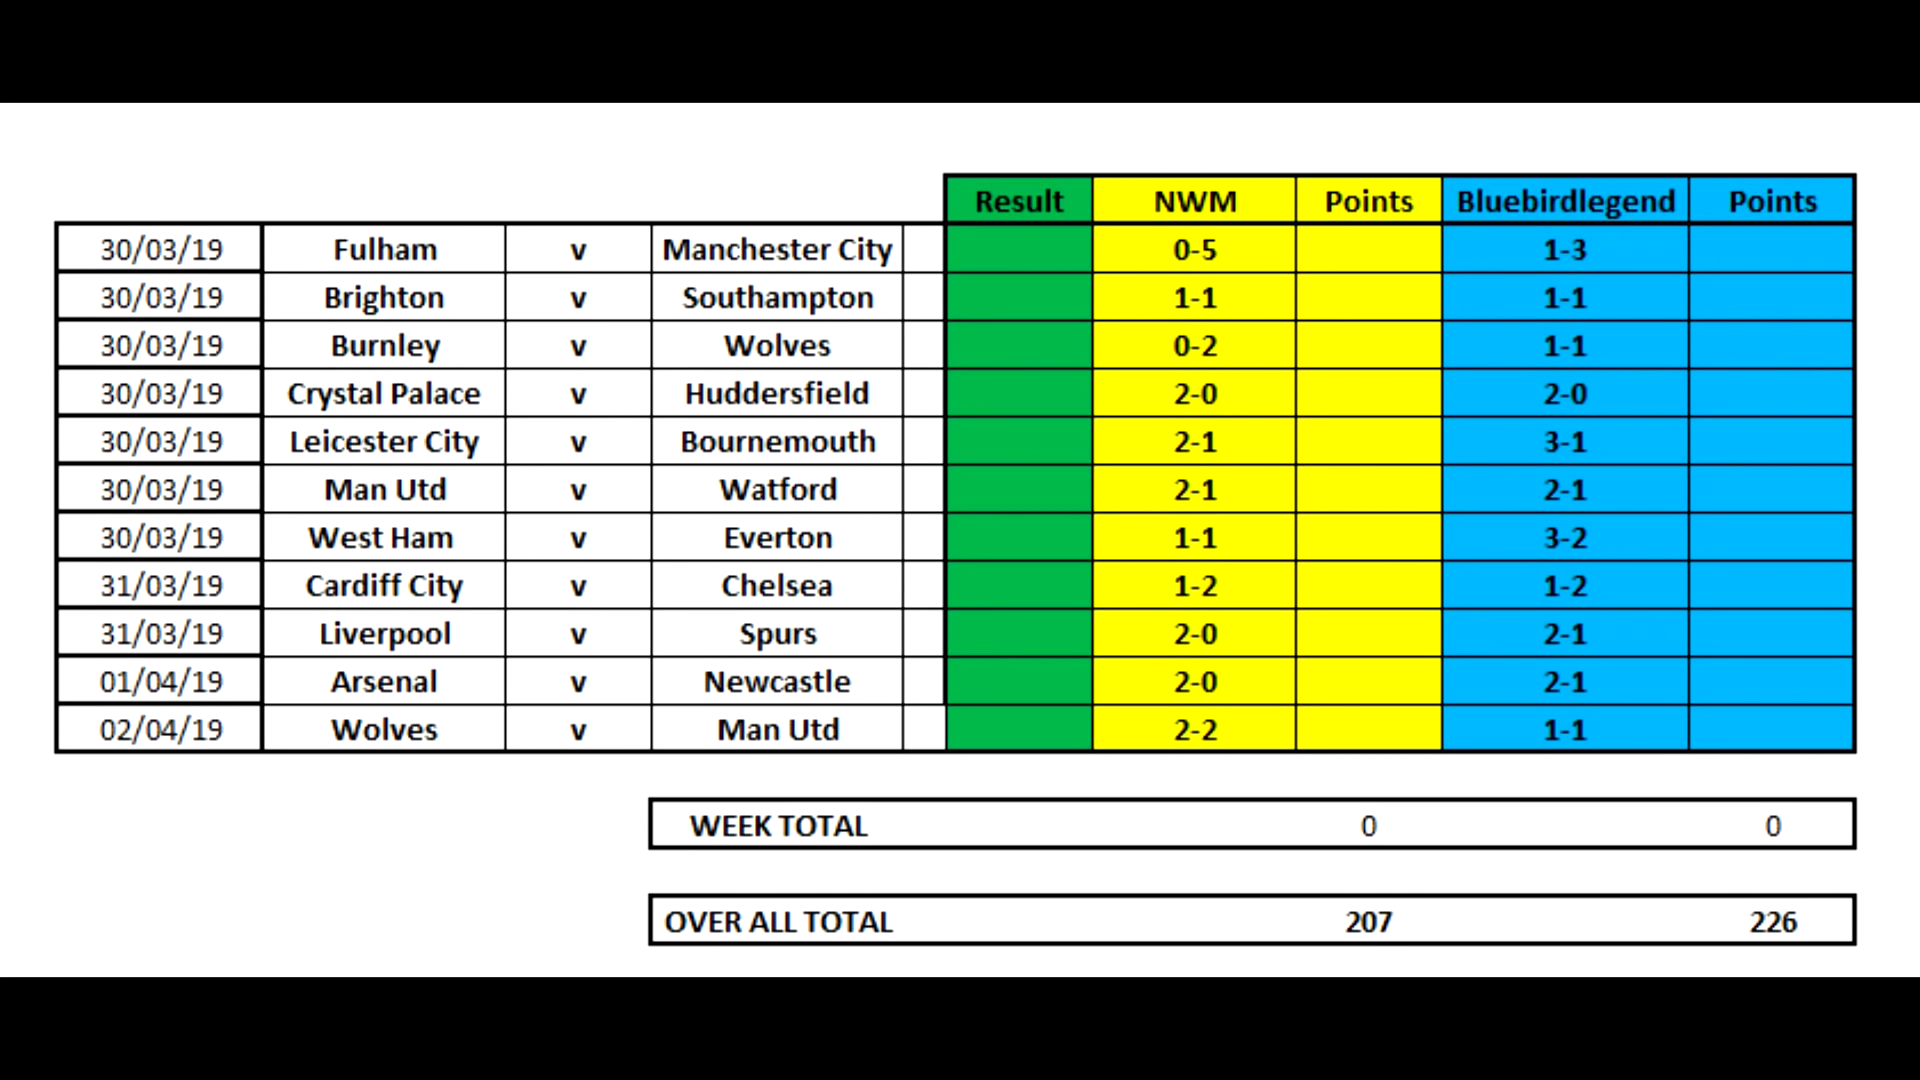 Result NWM Points Bluebirdlegend Points
30/03/19 Fulham v Manchester City 0-5 1-3
30/03/19 Brighton v Southampton 1-1 1-1
30/03/19 Burnley v Wolves 0-2 1-1
30/03/19 Crystal Palace v Huddersfield 2-0 2-0
30/03/19 Leicester City v Bournemouth 2-1 3-1
30/03/19 Man Utd v Watford 2-1 2-1
30/03/19 West Ham v Everton 1-1 3-2
31/03/19 Cardiff City v Chelsea 1-2 1-2
31/03/19 Liverpool v Spurs 2-0 2-1
01/04/19 Arsenal v Newcastle 2-0 2-1
02/04/19 Wolves v Man Utd 2-2 1-1
WEEK TOTAL 0 0
OVER ALL TOTAL 207 226